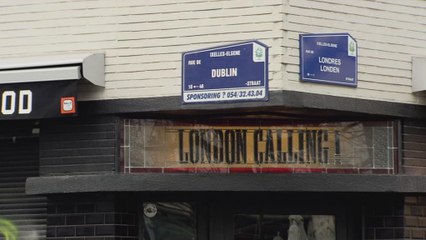 IXELLES-ELSENE
RUE DE
DUBLIN
STRAAT
SPONSORING ? 054/32.43.04
IXELLES-ELSENE
RUE DE
LONDRES
LONDEN
STRAAT
OD
LONDON CALLING !